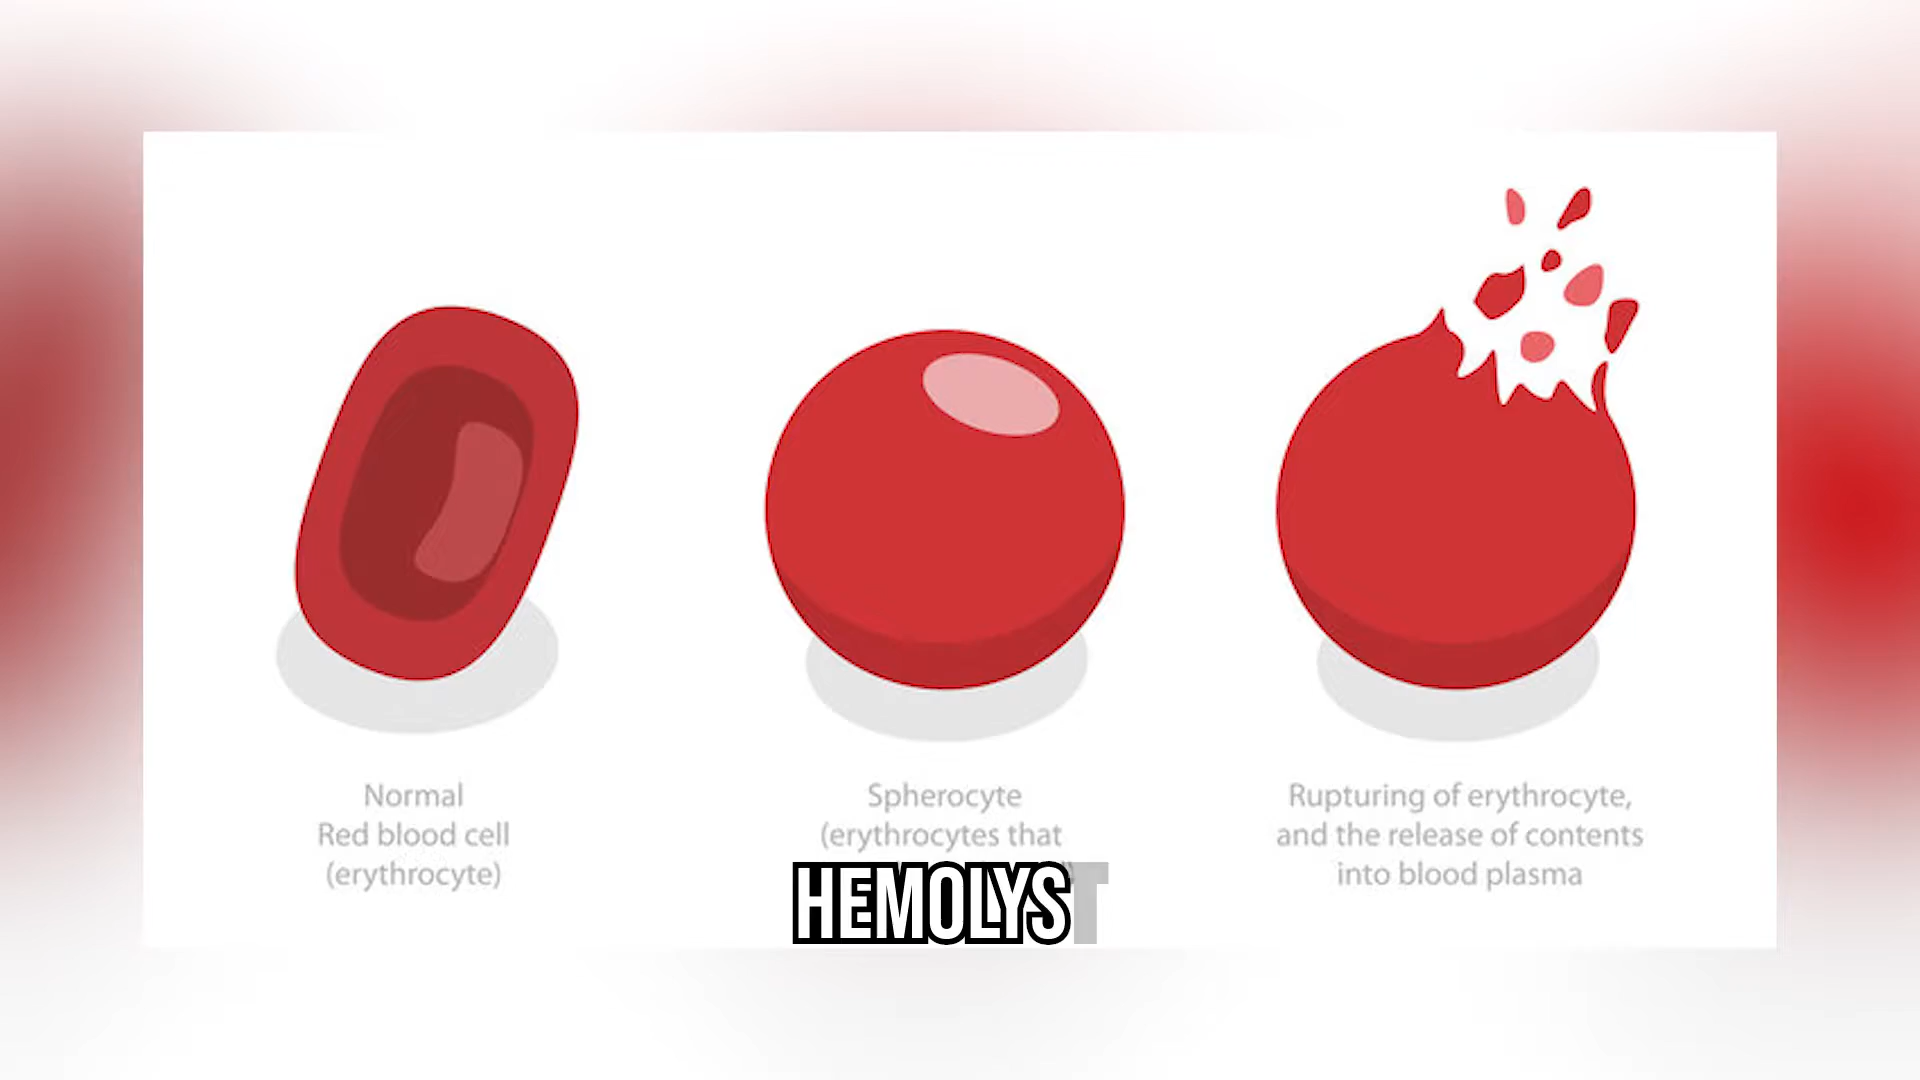 Normal
Red blood cell
(erythrocyte)
Spherocyte
(erythrocytes that
Rupturing of erythrocyte,
and the release of contents
into blood plasma
HEMOLYST